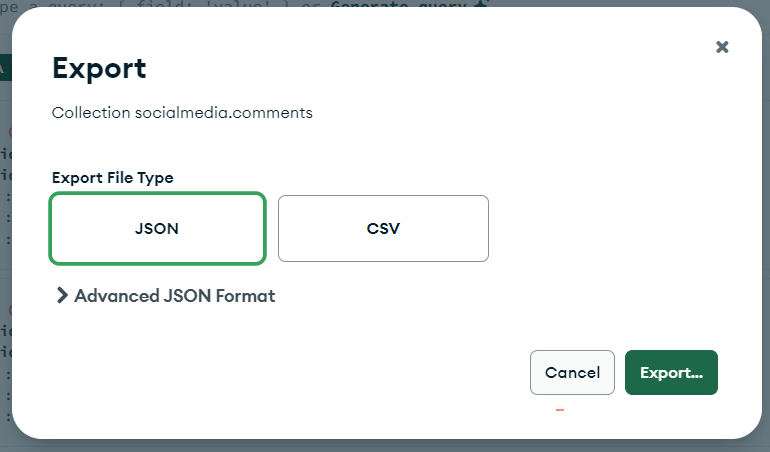 pe a query: { field: 'value' } or Generate query
Export
Collection socialmedia.comments
Export File Type
JSON
CSV
Advanced JSON Format
Cancel
Export...